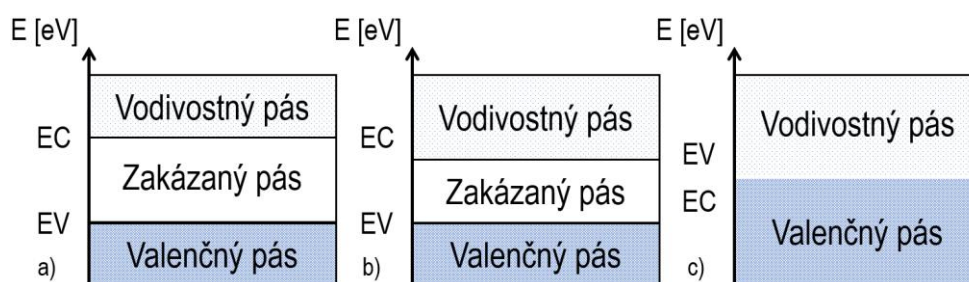 E [eV]
Vodivostný pás
EC
Zakázaný pás
EV
Valenčný pás
a)
E [eV]
Vodivostný pás
EC
Zakázaný pás
EV
Valenčný pás
b)
E [eV]
Vodivostný pás
EV
EC
Valenčný pás
c)